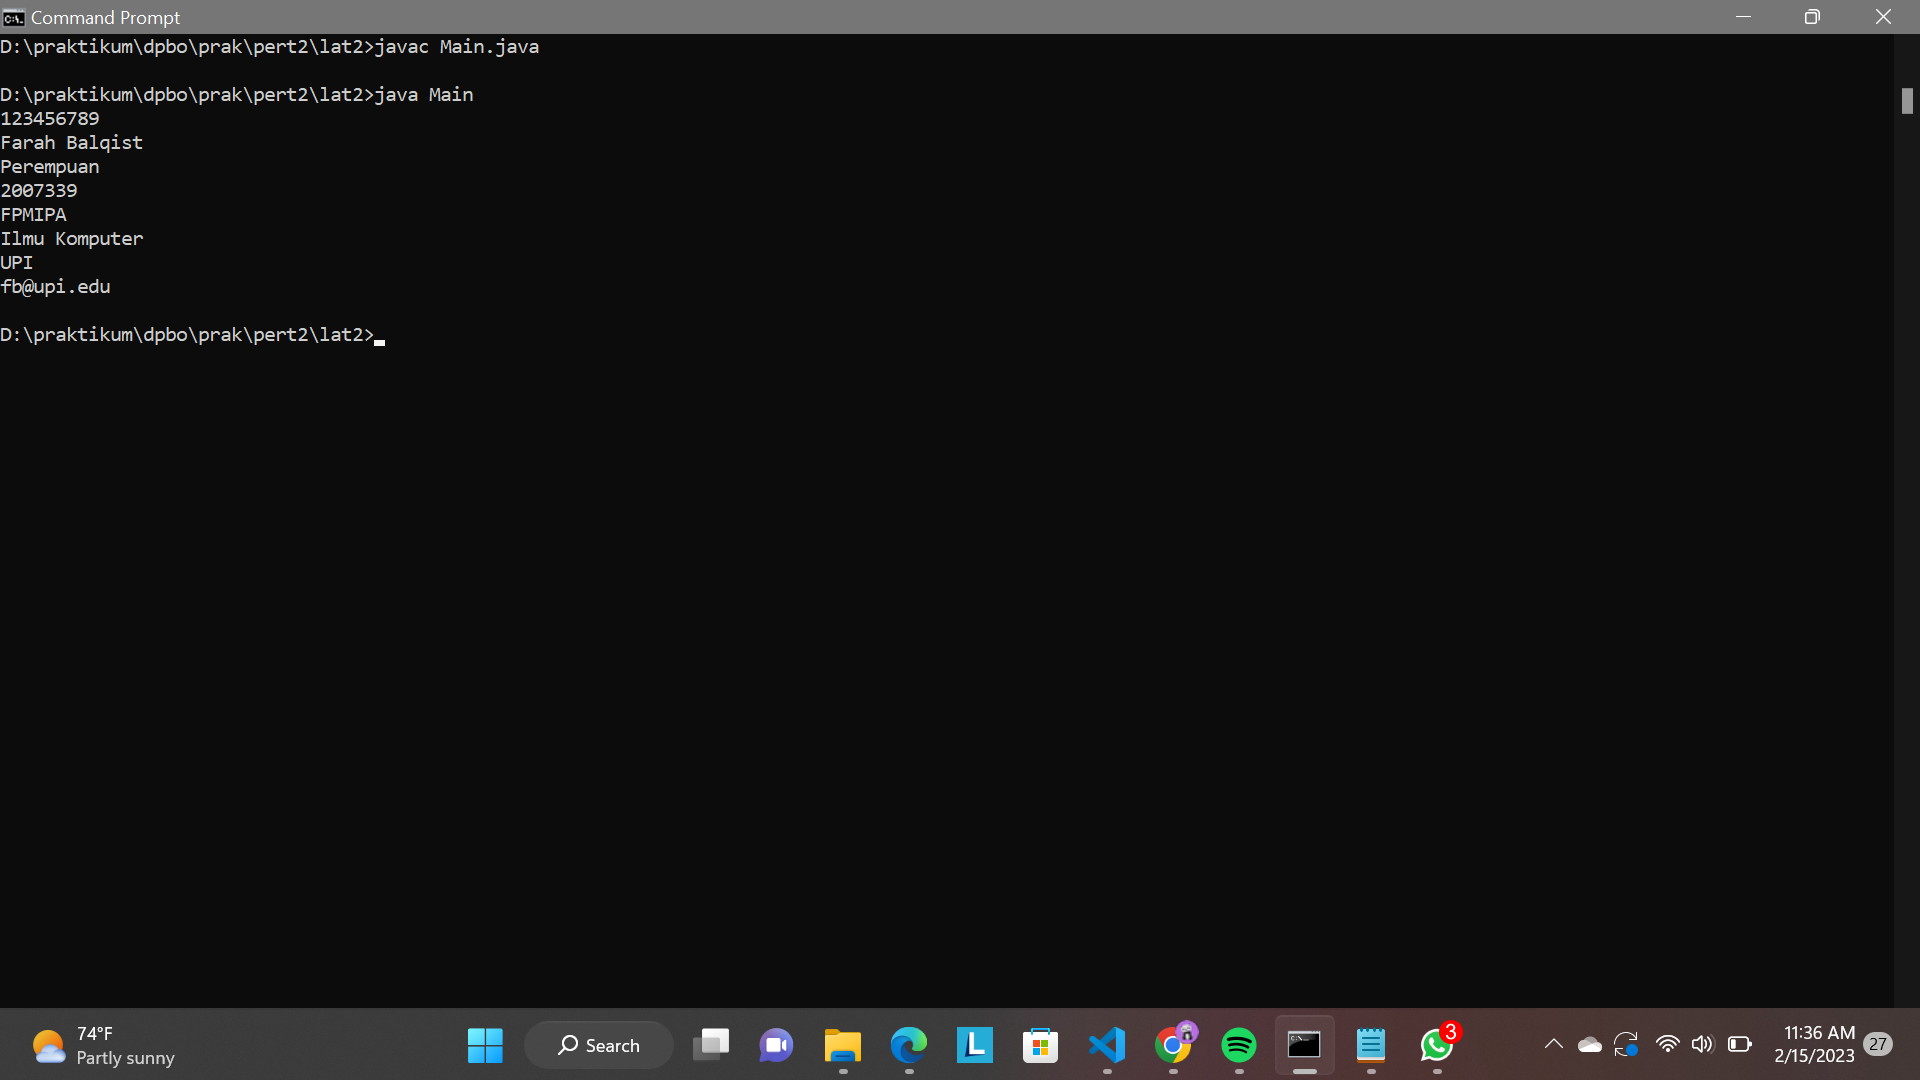 Command Prompt
D:\praktikum\dpbo\prak\pert2\lat2>javac Main.java
D:\praktikum\dpbo\prak\pert2\lat2>java Main
123456789
Farah Balqist
Perempuan
2007339
FPMIPA
Ilmu Komputer
UPI
fb@upi.edu
D:\praktikum\dpbo\prak\pert2\lat2>
74°F
Partly sunny
Search
L
3
11:36 AM
2/15/2023
27